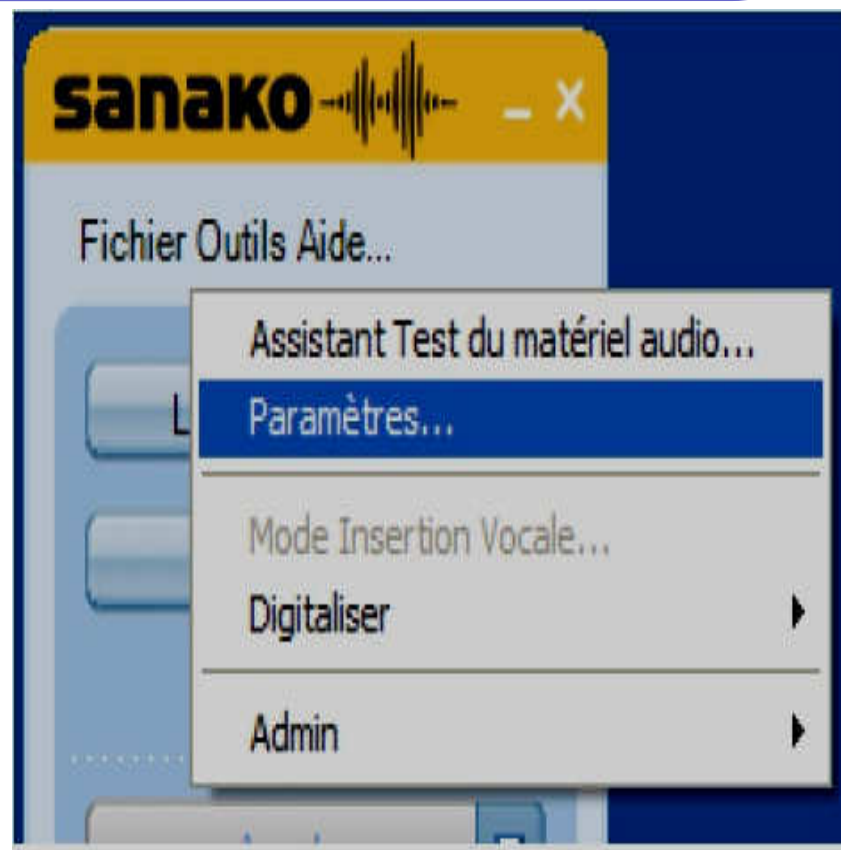 sanako
Fichier Outils Aide...
Assistant Test du matériel audio...
Paramètres...
Mode Insertion Vocale...
Digitaliser
Admin